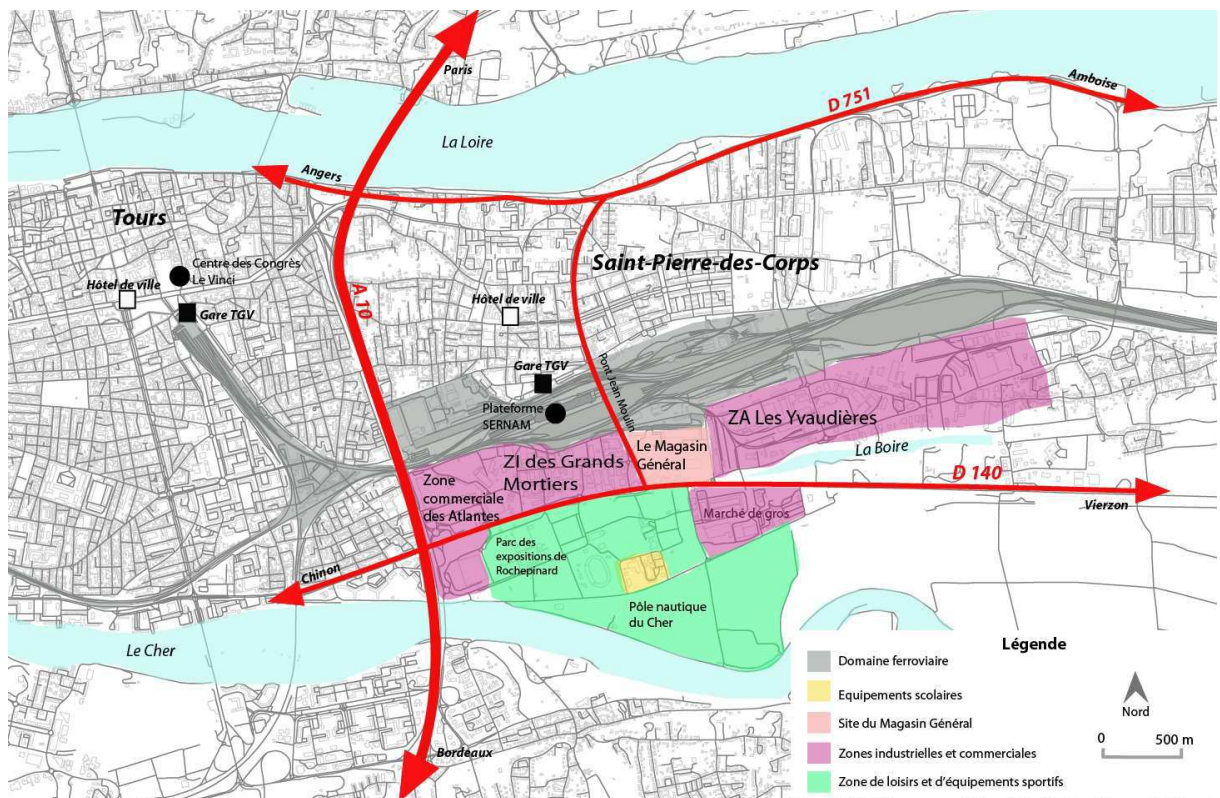 Paris
Amboise
D 751
La Loire
Angers
Tours
Saint-Pierre-des-Corps
Centre des Congrès
Le Vinci
Hôtel de ville
Gare TGV
A 10
Hôtel de ville
Pont Jean Moulin
Gare TGV
Plateforme
SERNAM
ZA Les Yvaudières
Le Magasin
Général
La Boire
ZI des Grands
Mortiers
Zone
commerciale
des Atlantes
D 140
Vierzon
Marché de gros
Parc des
expositions de
Rochepinard
Chinon
Pôle nautique
du Cher
Le Cher
Bordeaux
Légende
Domaine ferroviaire
Equipements scolaires
Site du Magasin Général
Zones industrielles et commerciales
Zone de loisirs et d'équipements sportifs
Nord
0 500 m